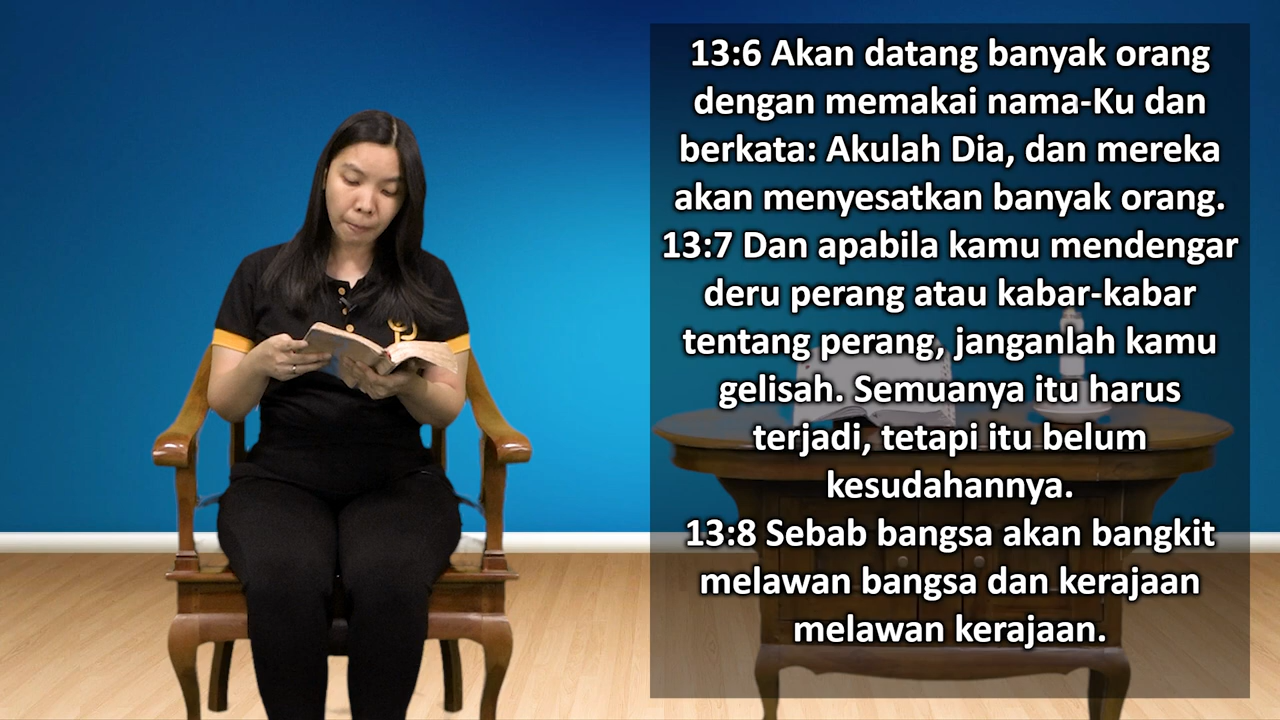 13:6 Akan datang banyak orang
dengan memakai nama-Ku dan
berkata: Akulah Dia, dan mereka
akan menyesatkan banyak orang.
13:7 Dan apabila kamu mendengar
deru perang atau kabar-kabar
tentang perang, janganlah kamu
gelisah. Semuanya itu harus
terjadi, tetapi itu belum
kesudahannya.
13:8 Sebab bangsa akan bangkit
melawan bangsa dan kerajaan
melawan kerajaan.